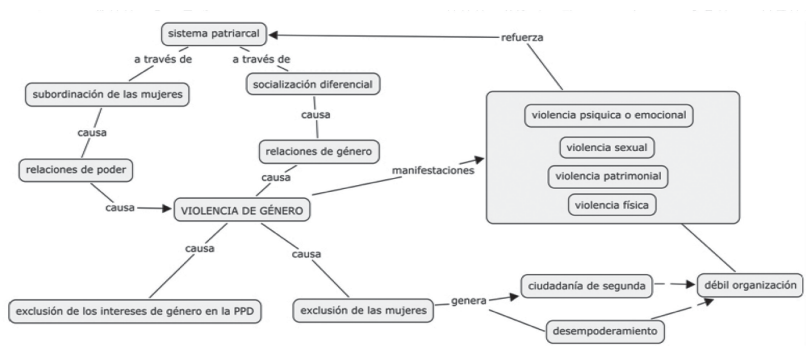 sistema patriarcal
refuerza
a través de
a través de
subordinación de las mujeres
socialización diferencial
causa
causa
relaciones de poder
relaciones de género
causa
causa
VIOLENCIA DE GÉNERO
manifestaciones
violencia psiquica o emocional
violencia sexual
violencia patrimonial
violencia física
causa
causa
exclusión de los intereses de género en la PPD
exclusión de las mujeres
genera
ciudadanía de segunda
débil organización
desempoderamiento